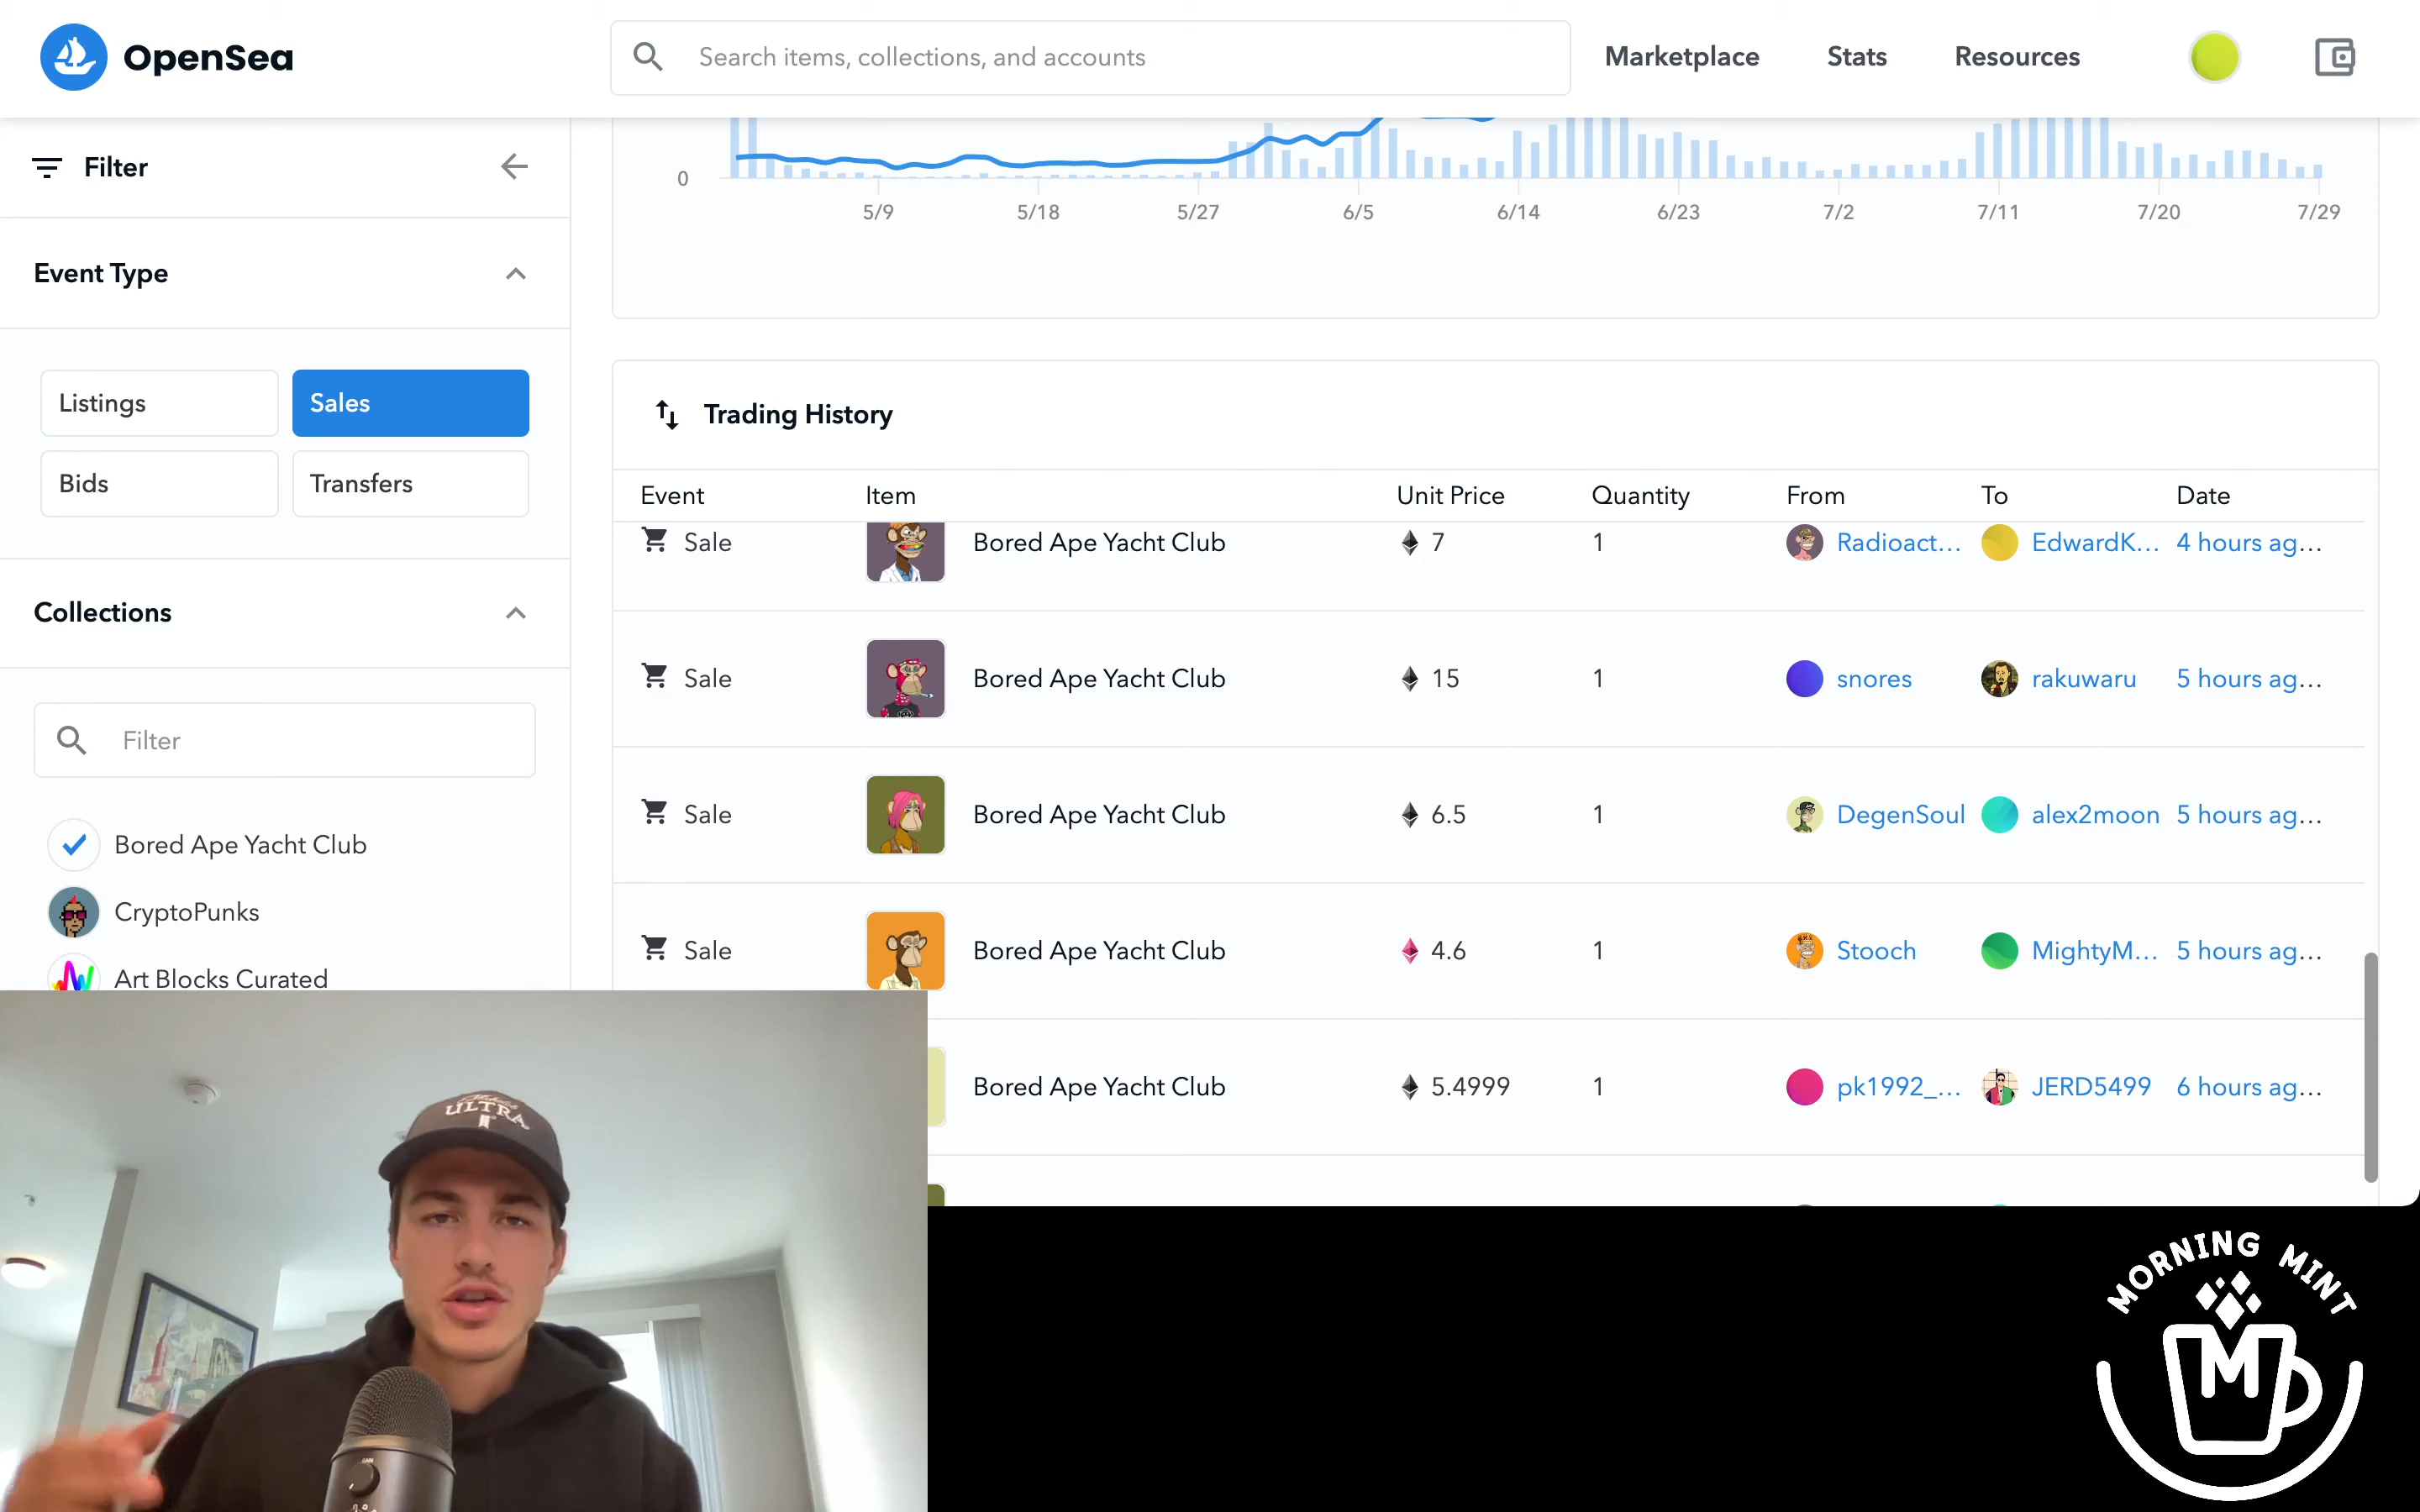 OpenSea
Search items, collections, and accounts
Marketplace
Stats
Resources
Filter
0
5/9
5/18
5/27
6/5
6/14
6/23
7/2
7/11
7/20
7/29
Event Type
Listings
Sales
Bids
Transfers
Collections
Filter
Bored Ape Yacht Club
CryptoPunks
Art Blocks Curated
Trading History
Event Item Unit Price Quantity From To Date
Sale Bored Ape Yacht Club 7 1 Radioact... EdwardK... 4 hours ag...
Sale Bored Ape Yacht Club 15 1 snores rakuwaru 5 hours ag...
Sale Bored Ape Yacht Club 6.5 1 DegenSoul alex2moon 5 hours ag...
Sale Bored Ape Yacht Club 4.6 1 Stooch MightyM... 5 hours ag...
Bored Ape Yacht Club 5.4999 1 pk1992_... JERD5499 6 hours ag...
ULTRA
MORNING MINT
M